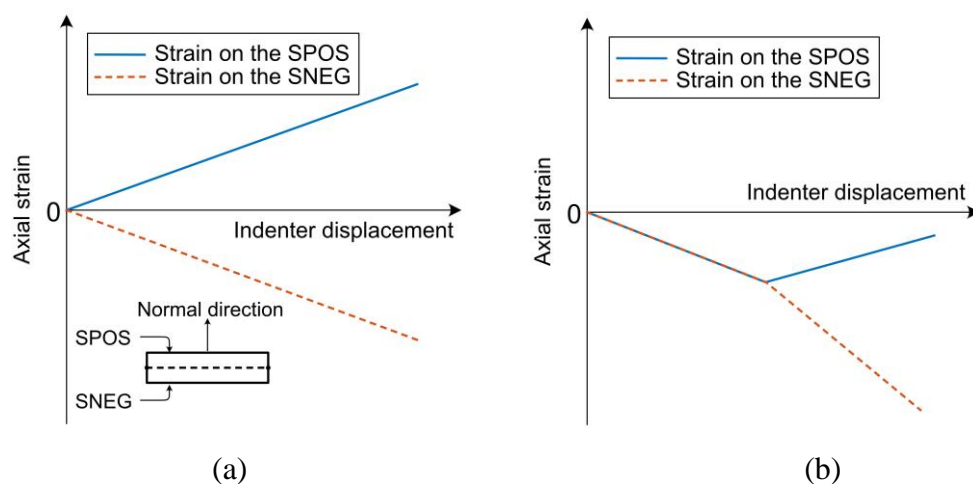 Strain on the SPOS
Strain on the SNEG
Axial strain
0
Indenter displacement
Normal direction
SPOS
SNEG
(a)
Strain on the SPOS
Strain on the SNEG
Axial strain
Indenter displacement
0
(b)